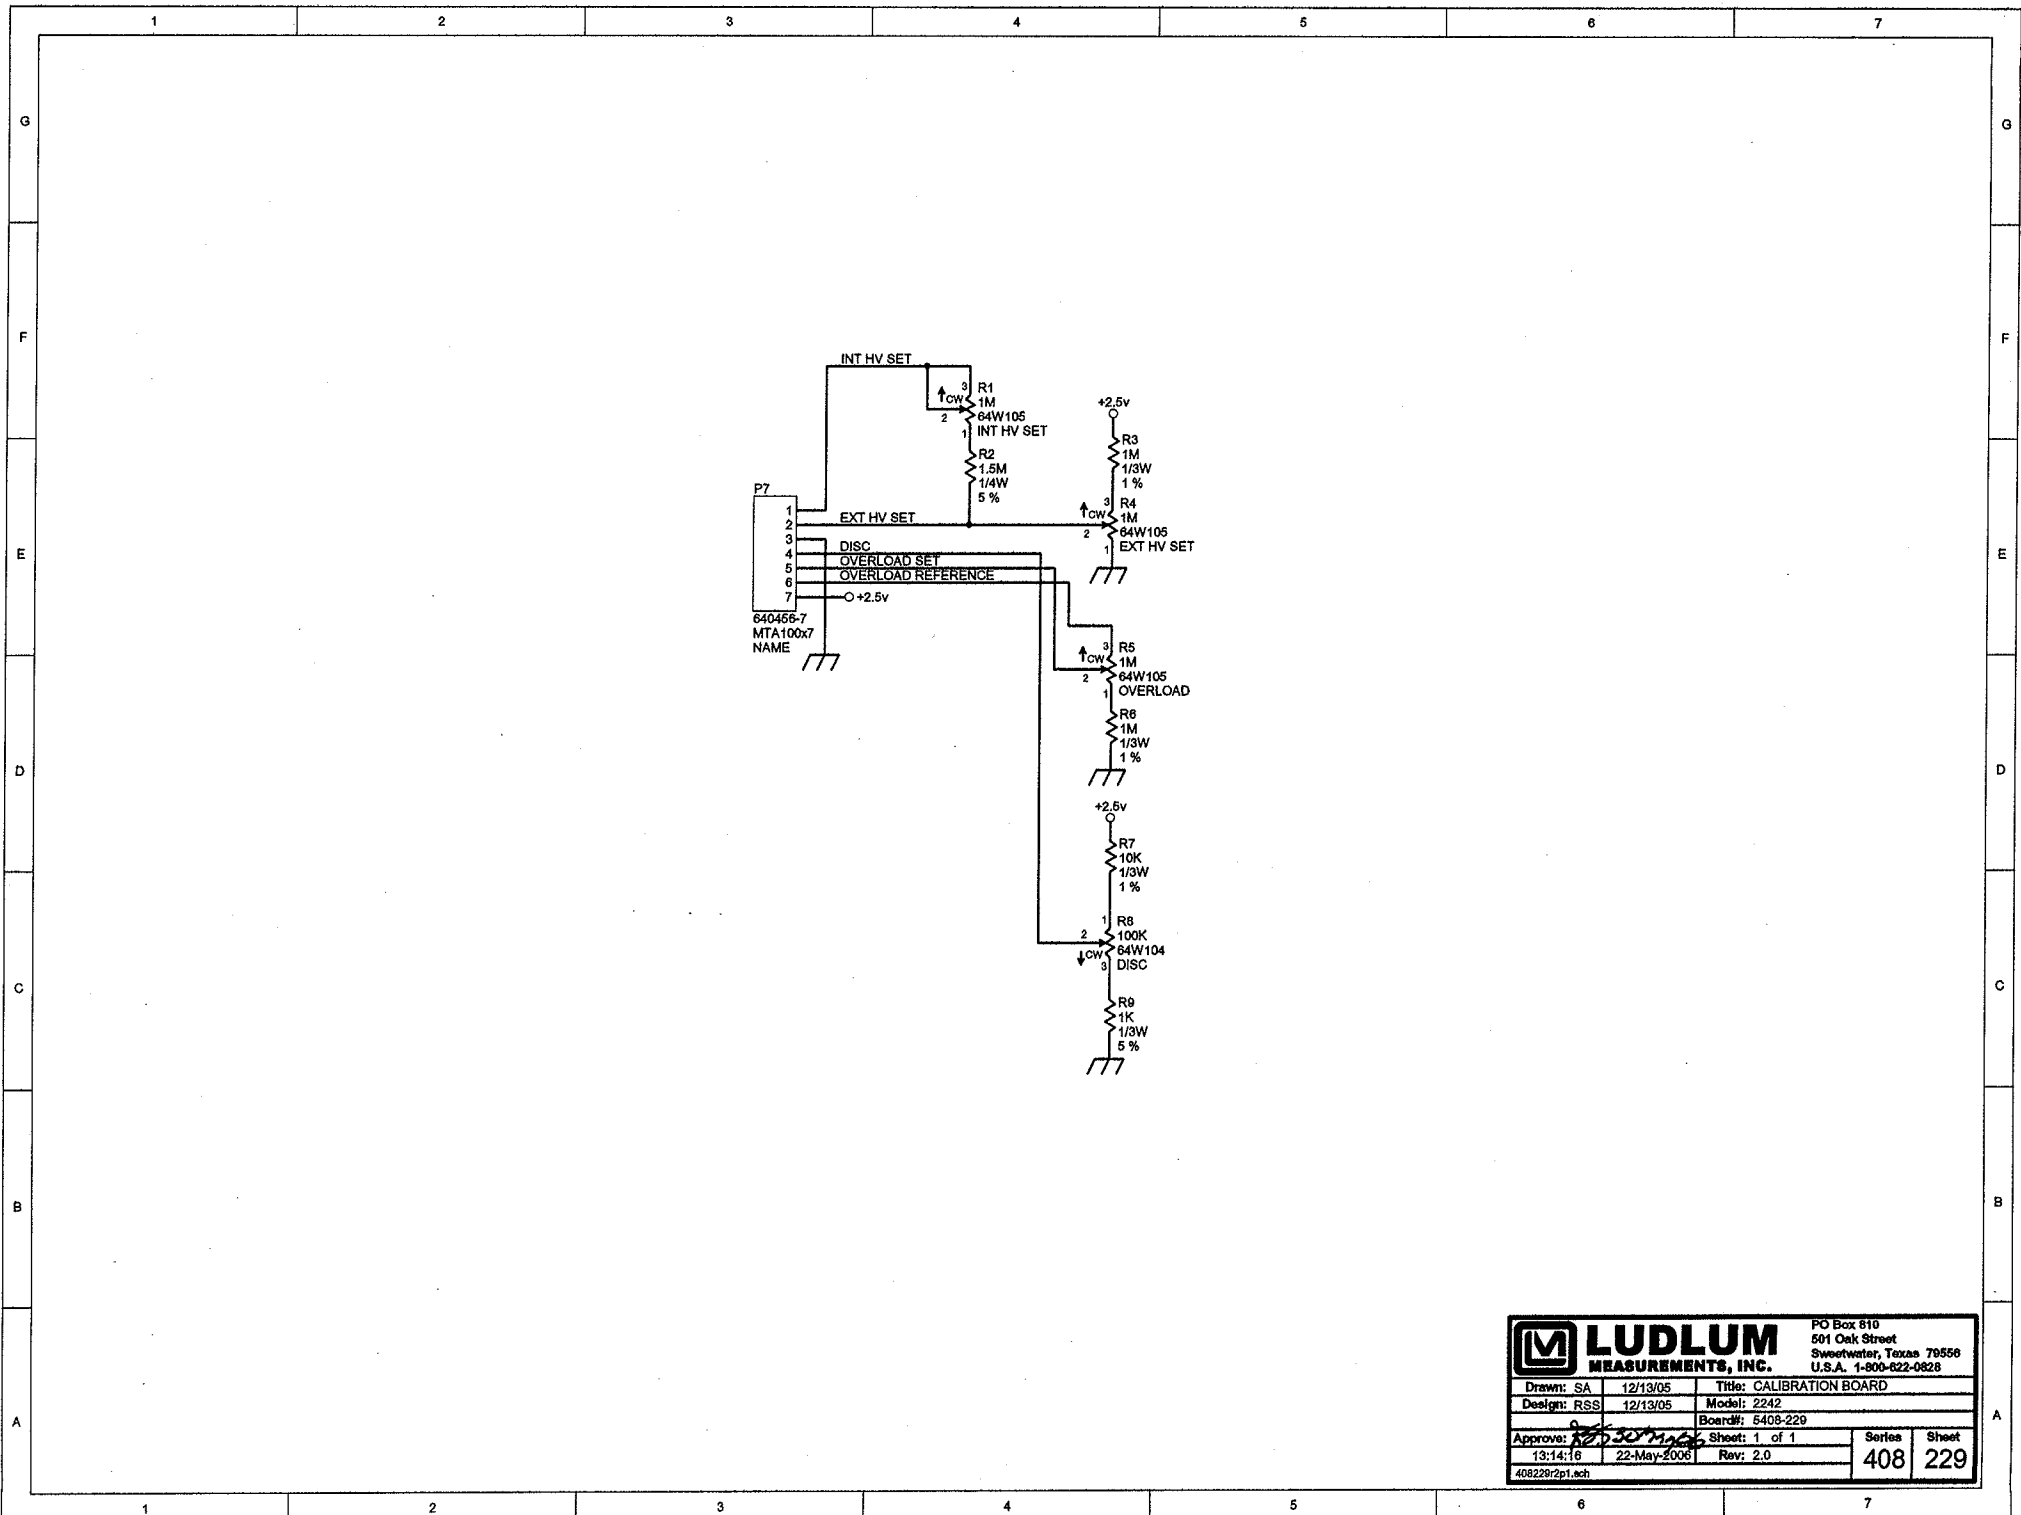 1 2 3 4 5 6 7
G G
F F
E E
D D
C C
B B
A A
INT HV SET
3 R1
CW 1M
2 64W105
1 INT HV SET
R2
1.5M
1/4W
5 %
+2.5v
R3
1M
1/3W
1 %
3 R4
CW 1M
2 64W105
1 EXT HV SET
P7
1
2 EXT HV SET
3
4 DISC
5 OVERLOAD SET
6 OVERLOAD REFERENCE
7 +2.5v
640456-7
MTA100x7
NAME
3 R5
CW 1M
2 64W105
1 OVERLOAD
R6
1M
1/3W
1 %
+2.5v
R7
10K
1/3W
1 %
1 R8
2 100K
CW 64W104
3 DISC
R9
1K
1/3W
5 %
LM LUDLUM
MEASUREMENTS, INC.
PO Box 810
501 Oak Street
Sweetwater, Texas 79556
U.S.A. 1-800-622-0828
Drawn: SA 12/13/05 Title: CALIBRATION BOARD
Design: RSS 12/13/05 Model: 2242
Board#: 5408-229
Approve: Sheet: 1 of 1
13:14:16 22-May-2006 Rev: 2.0
Series Sheet
408 229
408229r2p1.sch
1 2 3 4 5 6 7